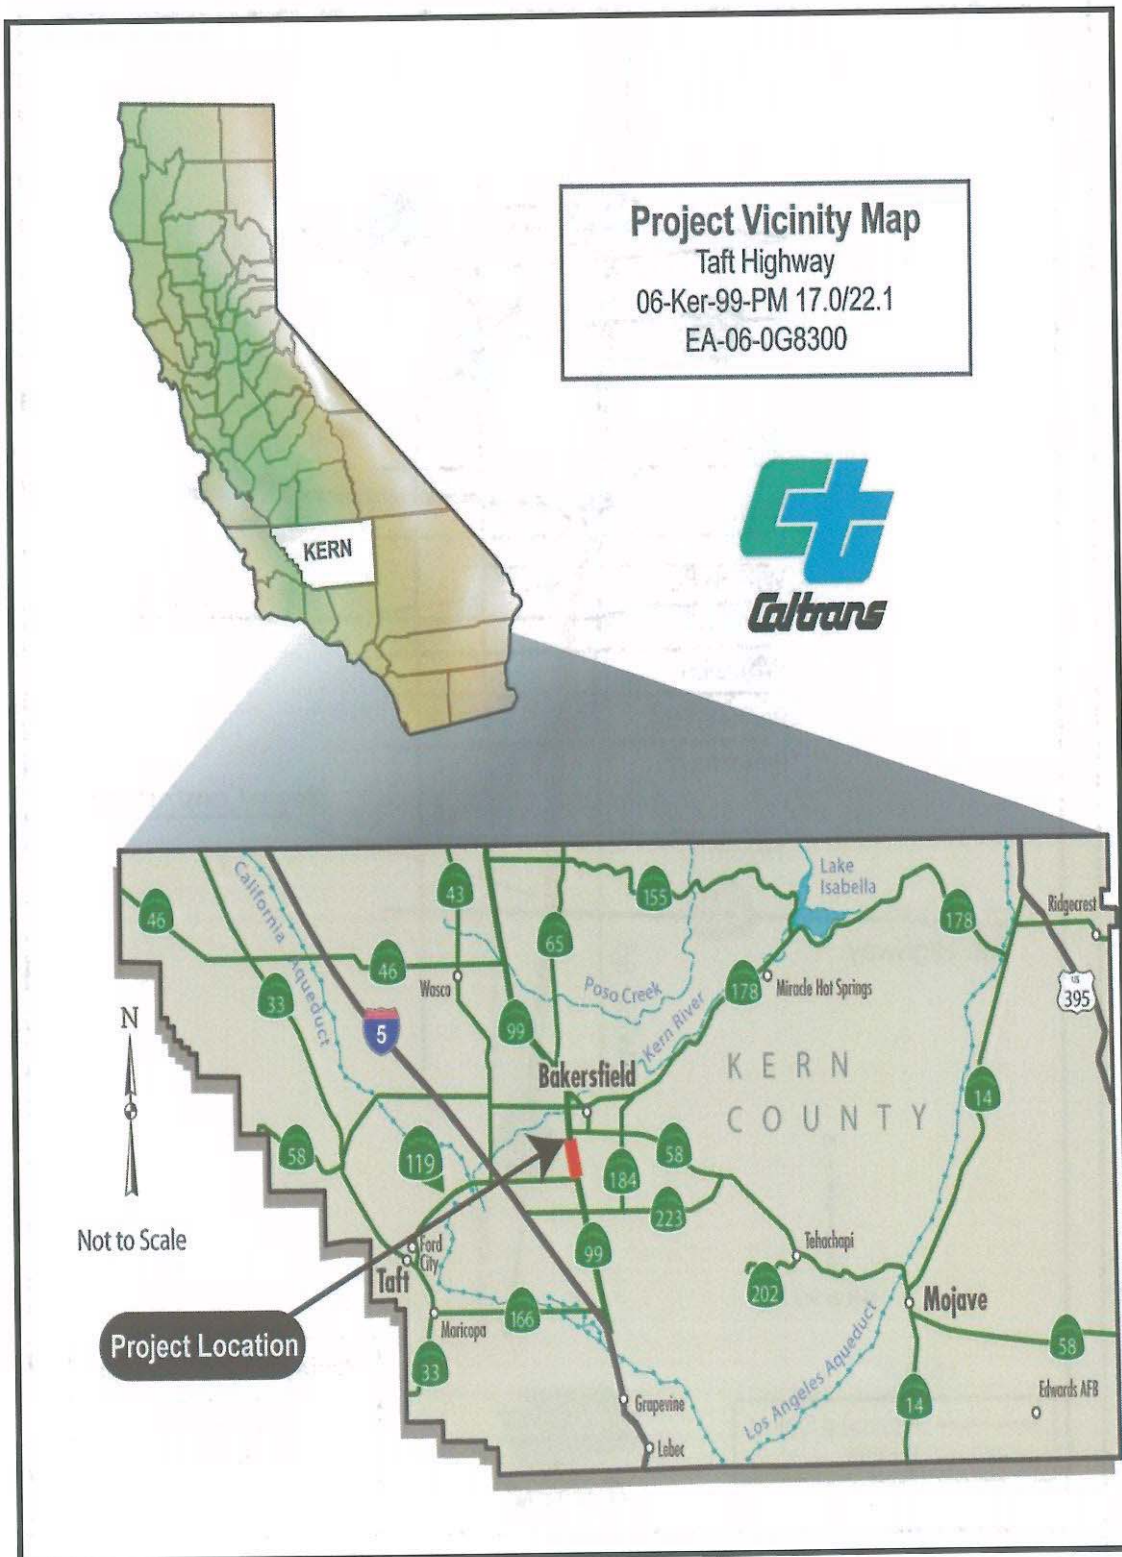 Project Vicinity Map
Taft Highway
06-Ker-99-PM 17.0/22.1
EA-06-0G8300
KERN
Caltrans
Lake
Isabella
California Aqueduct
43
155
Ridgecrest
46
178
65
46
Wasco
Poso Creek
178
Miracle Hot Springs
33
US
395
N
5
99
Kern River
Bakersfield
KERN
COUNTY
14
58
119
58
184
223
Not to Scale
Ford
City
99
Tehachapi
Taft
202
Mojave
166
Maricopa
Project Location
58
33
Los Angeles Aqueduct
Edwards AFB
Grapevine
14
Lebec